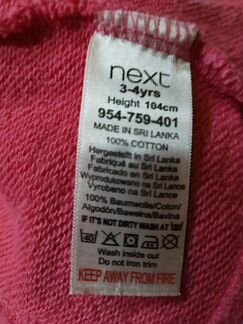 next
3-4yrs
Height 104cm
954-759-401
MADE IN SRI LANKA
100% COTTON
Hergestellt in Sri Lanka
Fabriqué au Sri Lanka
Fabricado en Sri Lanka
Wyprodukowano na Sri Lance
Vyrobeno na Sri Lance
100% Baumwolle/Coton/
Algodón/Bawełna/Bavlna
IF IT'S NOT DIRTY WASH AT 30
40
Wash inside out
Do not iron trim
KEEP AWAY FROM FIRE